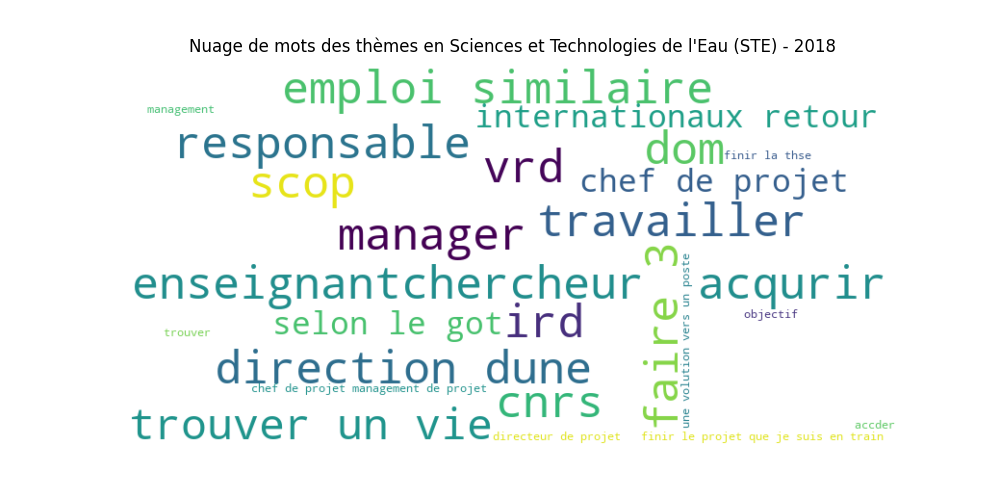 Nuage de mots des thèmes en Sciences et Technologies de l'Eau (STE) - 2018
emploi similaire
management
internationaux retour
responsable
dom
finir la thse
vrd
scop
chef de projet
travailler
manager
enseignantchercheur
faire 3
une volution vers un poste
acqurir
selon le got
ird
objectif
trouver
direction dune
chef de projet management de projet
cnrs
trouver un vie
directeur de projet
finir le projet que je suis en train
accder